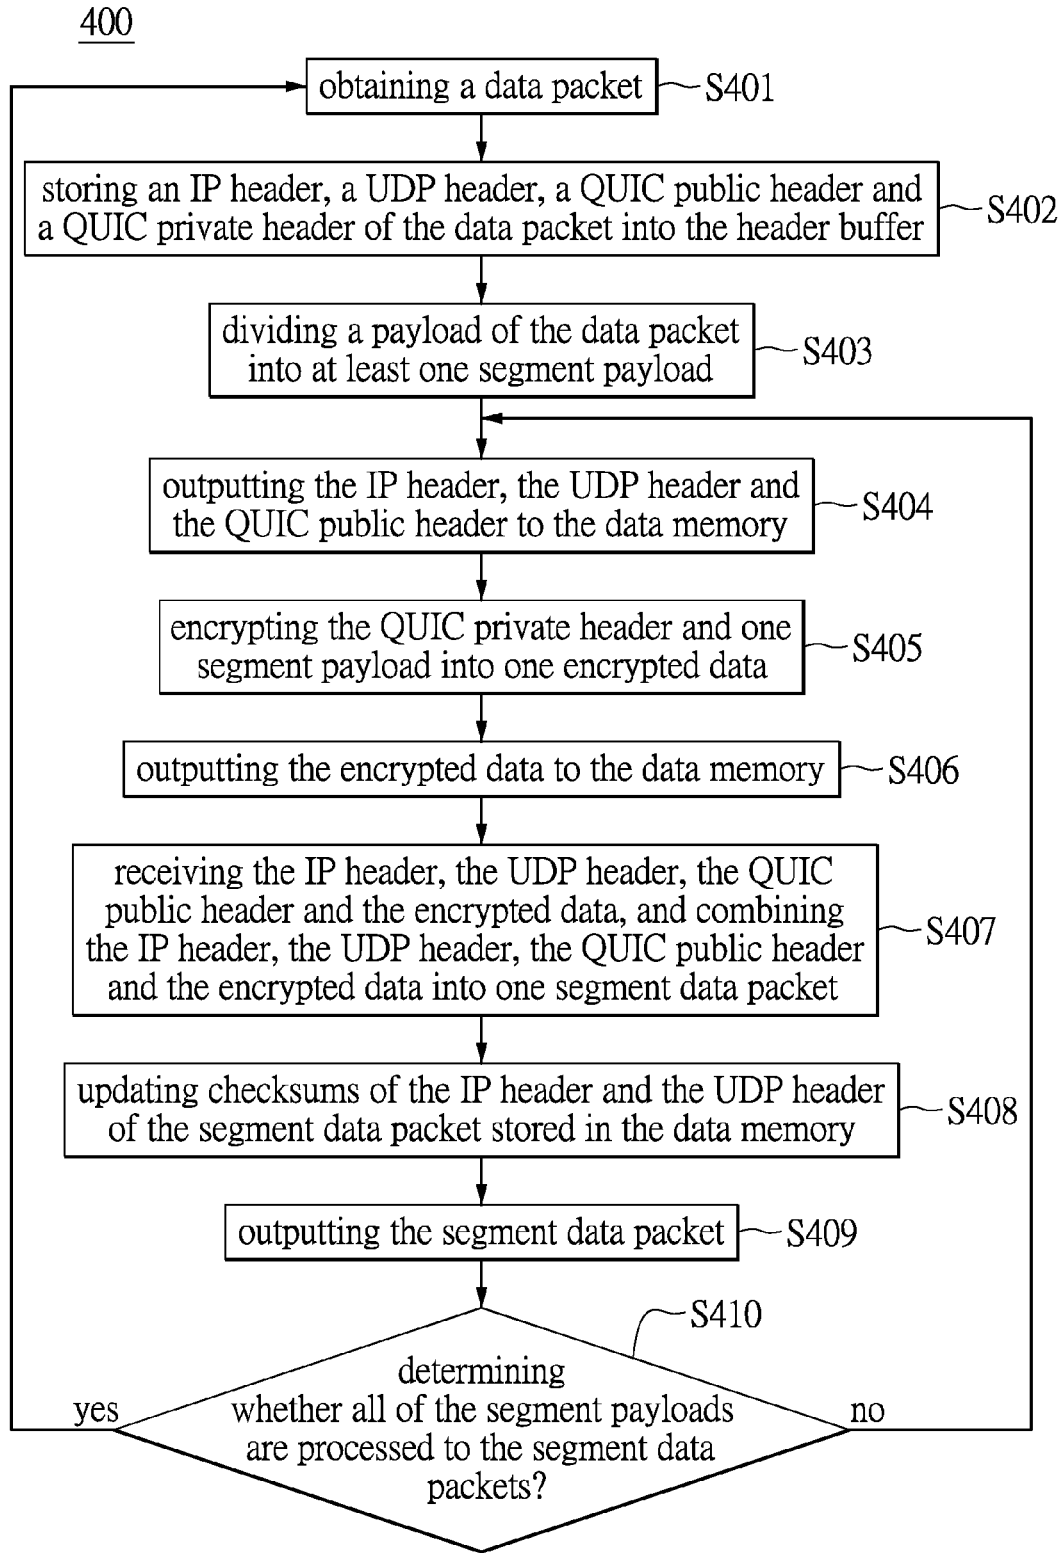 400
obtaining a data packet
S401
storing an IP header, a UDP header, a QUIC public header and
a QUIC private header of the data packet into the header buffer
S402
dividing a payload of the data packet
into at least one segment payload
S403
outputting the IP header, the UDP header and
the QUIC public header to the data memory
S404
encrypting the QUIC private header and one
segment payload into one encrypted data
S405
outputting the encrypted data to the data memory
S406
receiving the IP header, the UDP header, the QUIC
public header and the encrypted data, and combining
the IP header, the UDP header, the QUIC public header
and the encrypted data into one segment data packet
S407
updating checksums of the IP header and the UDP header
of the segment data packet stored in the data memory
S408
outputting the segment data packet
S409
S410
determining
whether all of the segment payloads
are processed to the segment data
packets?
yes
no